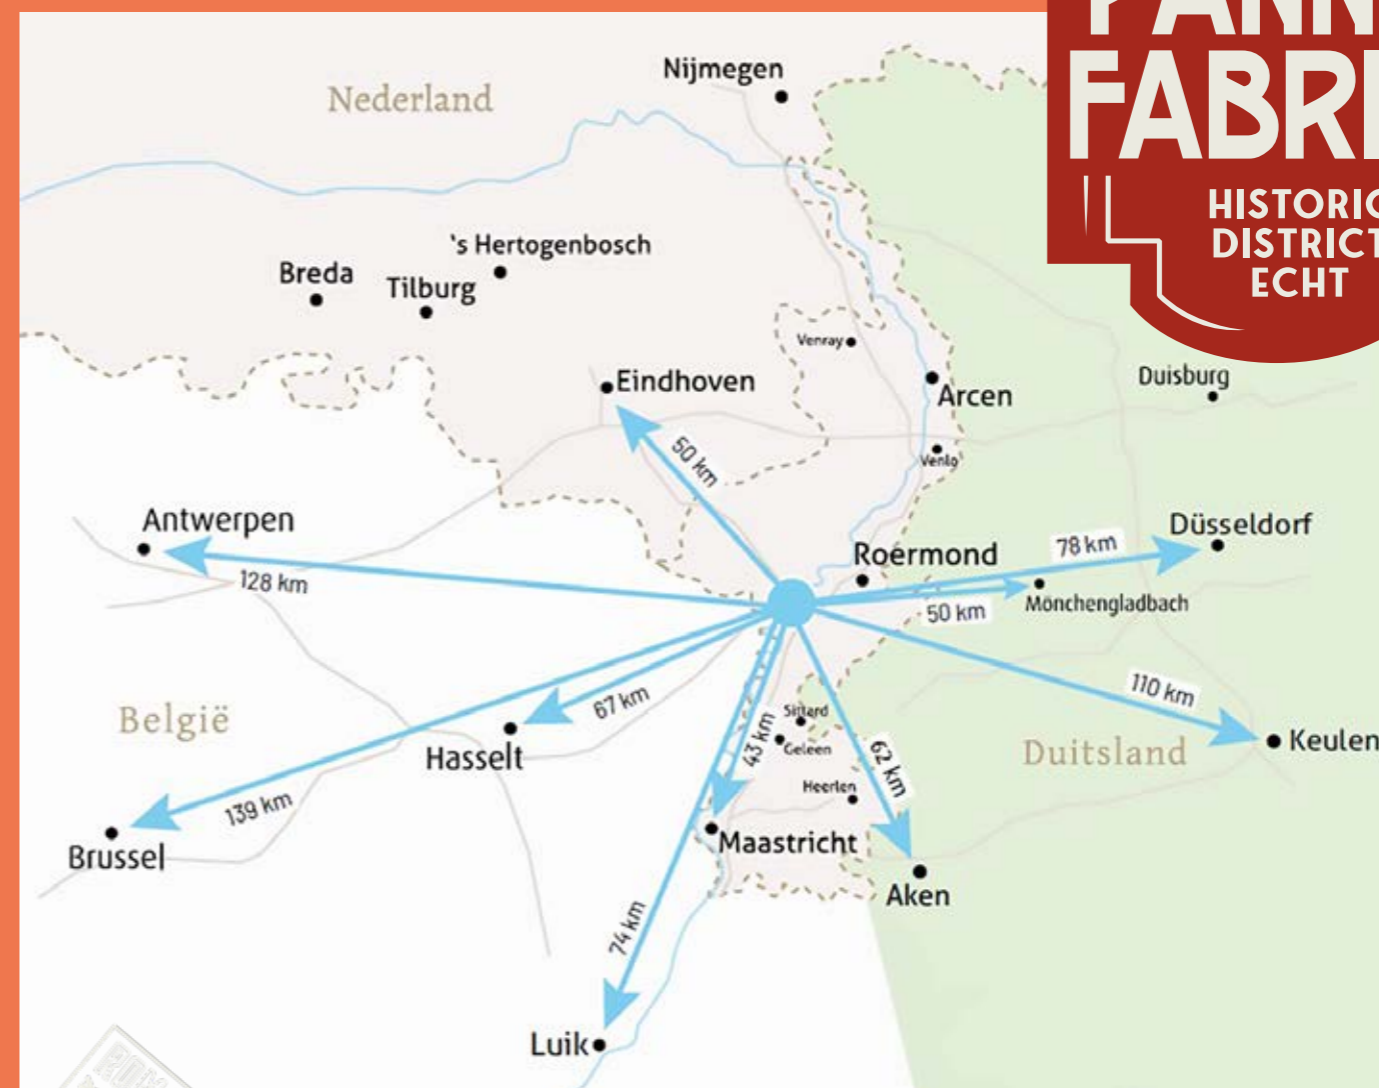 PANN
FABRI
HISTORIC
DISTRICT
ECHT
Nijmegen
Nederland
's Hertogenbosch
Breda
Tilburg
Venray
Eindhoven
Arcen
Duisburg
50 km
Venlo
Antwerpen
Düsseldorf
78 km
Roermond
128 km
Mönchengladbach
50 km
110 km
67 km
België
Sittard
43 km
Geleen
Keulen
Hasselt
62 km
Duitsland
Heerlen
139 km
Maastricht
Brussel
Aken
74 km
Luik